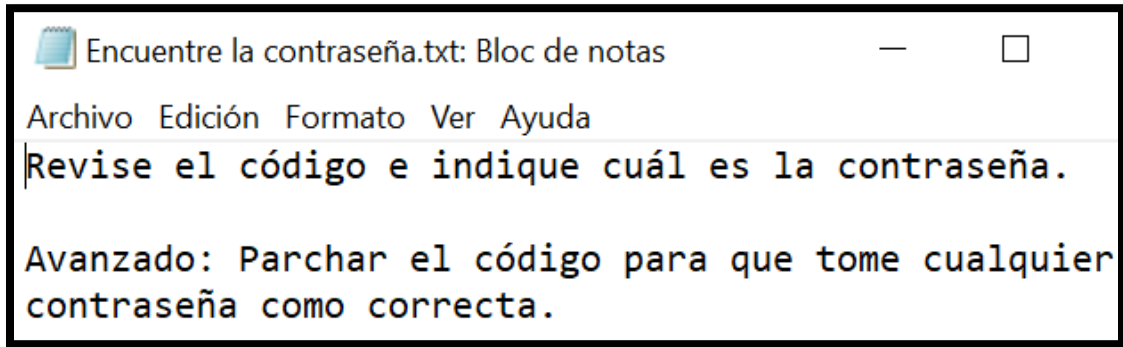 Encuentre la contraseña.txt: Bloc de notas
Archivo Edición Formato Ver Ayuda
Revise el código e indique cuál es la contraseña.
Avanzado: Parchar el código para que tome cualquier
contraseña como correcta.